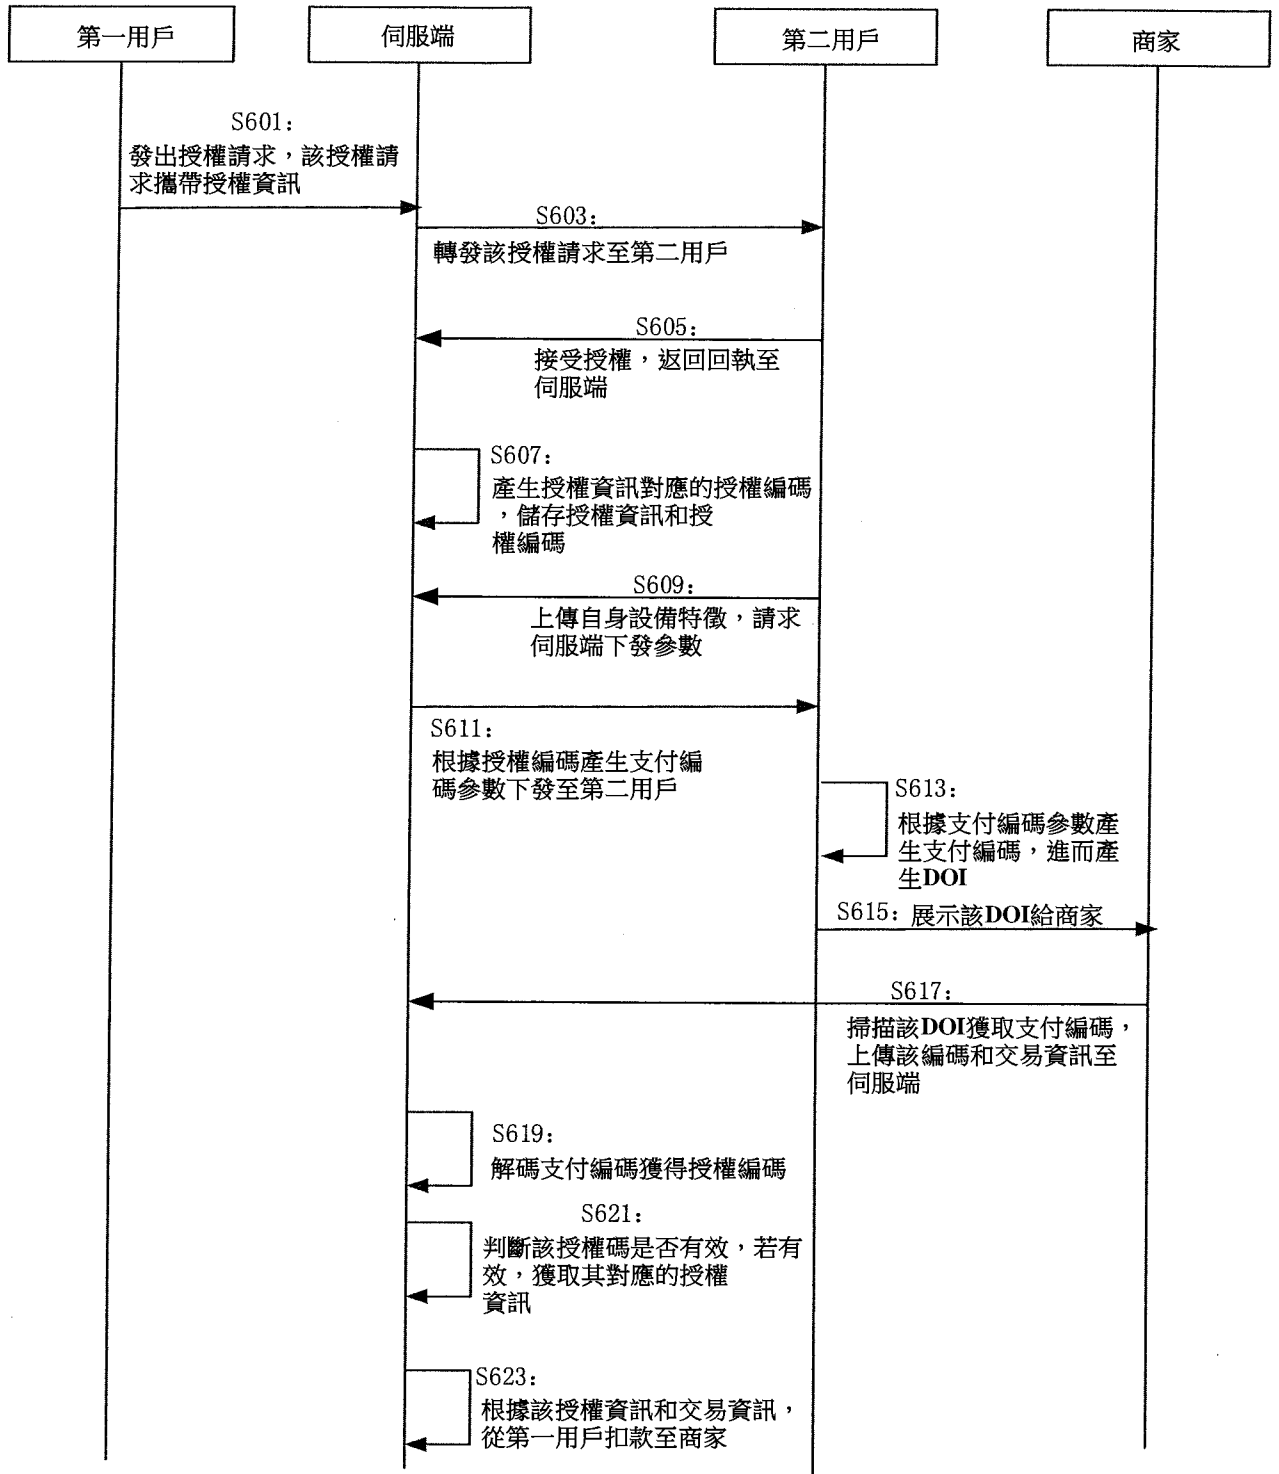 第一用戶
伺服端
第二用戶
商家
S601:
發出授權請求，該授權請
求攜帶授權資訊
S603:
轉發該授權請求至第二用戶
S605:
接受授權，返回回執至
伺服端
S607:
產生授權資訊對應的授權編碼
，儲存授權資訊和授
權編碼
S609:
上傳自身設備特徵，請求
伺服端下發參數
S611:
根據授權編碼產生支付編
碼參數下發至第二用戶
S613:
根據支付編碼參數產
生支付編碼，進而產
生DOI
S615: 展示該DOI給商家
S617:
掃描該DOI獲取支付編碼，
上傳該編碼和交易資訊至
伺服端
S619:
解碼支付編碼獲得授權編碼
S621:
判斷該授權碼是否有效，若有
效，獲取其對應的授權
資訊
S623:
根據該授權資訊和交易資訊，
從第一用戶扣款至商家